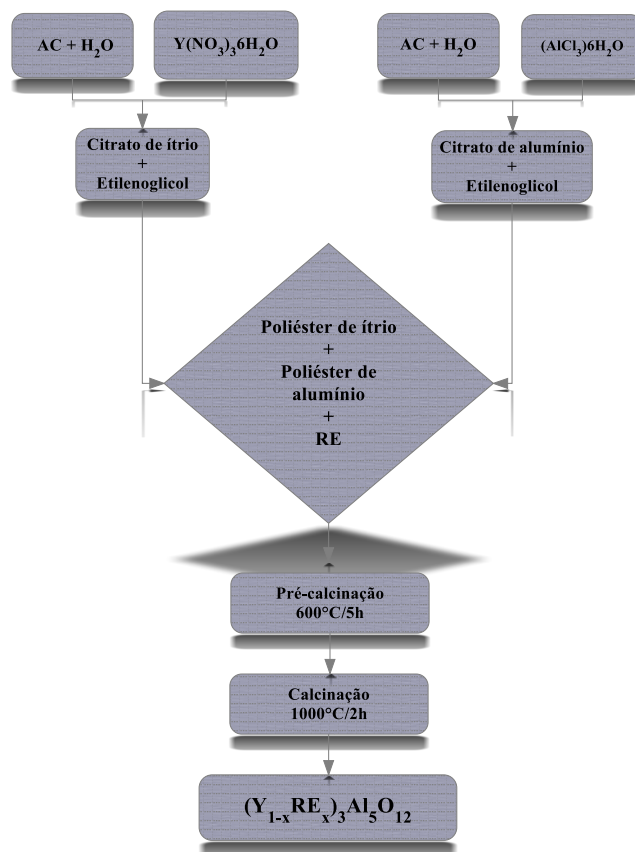 AC + H₂O
Y(NO₃)₃6H₂O
AC + H₂O
(AlCl₃)6H₂O
Citrato de ítrio
+
Etilenoglicol
Citrato de alumínio
+
Etilenoglicol
Poliéster de ítrio
+
Poliéster de
alumínio
+
RE
Pré-calcinação
600°C/5h
Calcinação
1000°C/2h
(Y₁₋ₓREₓ)₃Al₅O₁₂